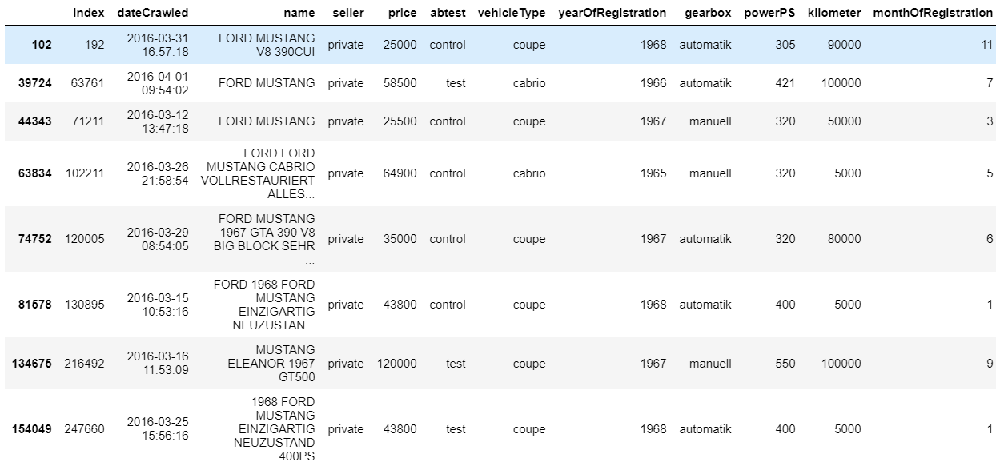 index dateCrawled name seller price abtest vehicleType yearOfRegistration gearbox powerPS kilometer monthOfRegistration
102 192 2016-03-31 16:57:18 FORD MUSTANG V8 390CUI private 25000 control coupe 1968 automatik 305 90000 11
39724 63761 2016-04-01 09:54:02 FORD MUSTANG private 58500 test cabrio 1966 automatik 421 100000 7
44343 71211 2016-03-12 13:47:18 FORD MUSTANG private 25500 control coupe 1967 manuell 320 50000 3
63834 102211 2016-03-26 21:58:54 FORD FORD MUSTANG CABRIO VOLLRESTAURIERT ALLES... private 64900 control cabrio 1965 manuell 320 5000 5
74752 120005 2016-03-29 08:54:05 FORD MUSTANG 1967 GTA 390 V8 BIG BLOCK SEHR ... private 35000 control coupe 1967 automatik 320 80000 6
81578 130895 2016-03-15 10:53:16 FORD 1968 FORD MUSTANG EINZIGARTIG NEUZUSTAN... private 43800 control coupe 1968 automatik 400 5000 1
134675 216492 2016-03-16 11:53:09 MUSTANG ELEANOR 1967 GT500 private 120000 test coupe 1967 manuell 550 100000 9
154049 247660 2016-03-25 15:56:16 1968 FORD MUSTANG EINZIGARTIG NEUZUSTAND 400PS private 43800 test coupe 1968 automatik 400 5000 1